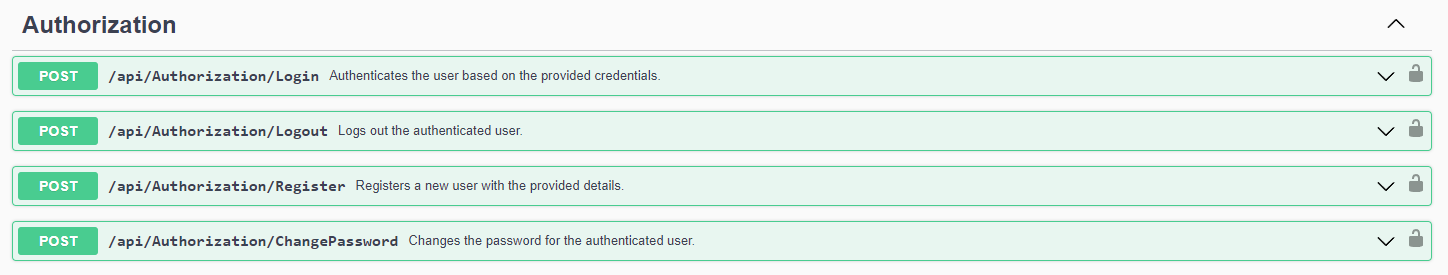 Authorization
POST /api/Authorization/Login Authenticates the user based on the provided credentials.
POST /api/Authorization/Logout Logs out the authenticated user.
POST /api/Authorization/Register Registers a new user with the provided details.
POST /api/Authorization/ChangePassword Changes the password for the authenticated user.